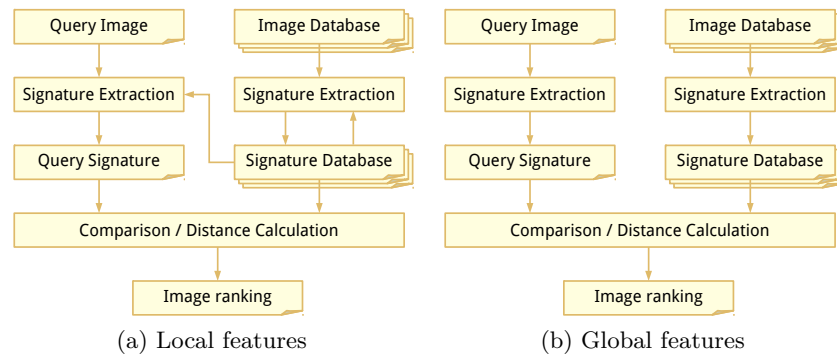 Query Image
Image Database
Signature Extraction
Signature Extraction
Query Signature
Signature Database
Comparison / Distance Calculation
Image ranking
(a) Local features
Query Image
Image Database
Signature Extraction
Signature Extraction
Query Signature
Signature Database
Comparison / Distance Calculation
Image ranking
(b) Global features